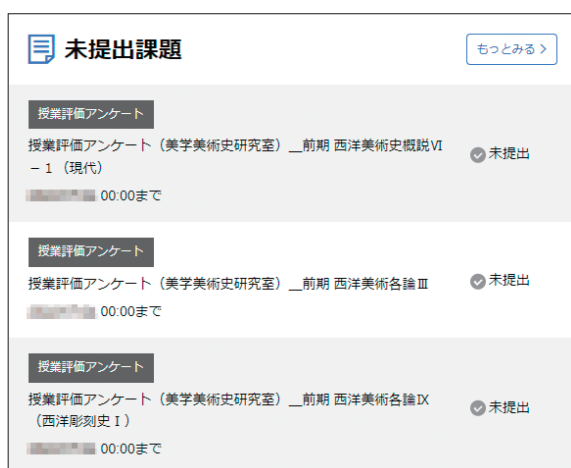 未提出課題
もっとみる >
授業評価アンケート
授業評価アンケート（美学美術史研究室）__前期 西洋美術史概説Ⅵ
－１（現代）
未提出
00:00まで
授業評価アンケート
授業評価アンケート（美学美術史研究室）__前期 西洋美術各論Ⅲ
未提出
00:00まで
授業評価アンケート
授業評価アンケート（美学美術史研究室）__前期 西洋美術各論Ⅸ
（西洋彫刻史Ⅰ）
未提出
00:00まで